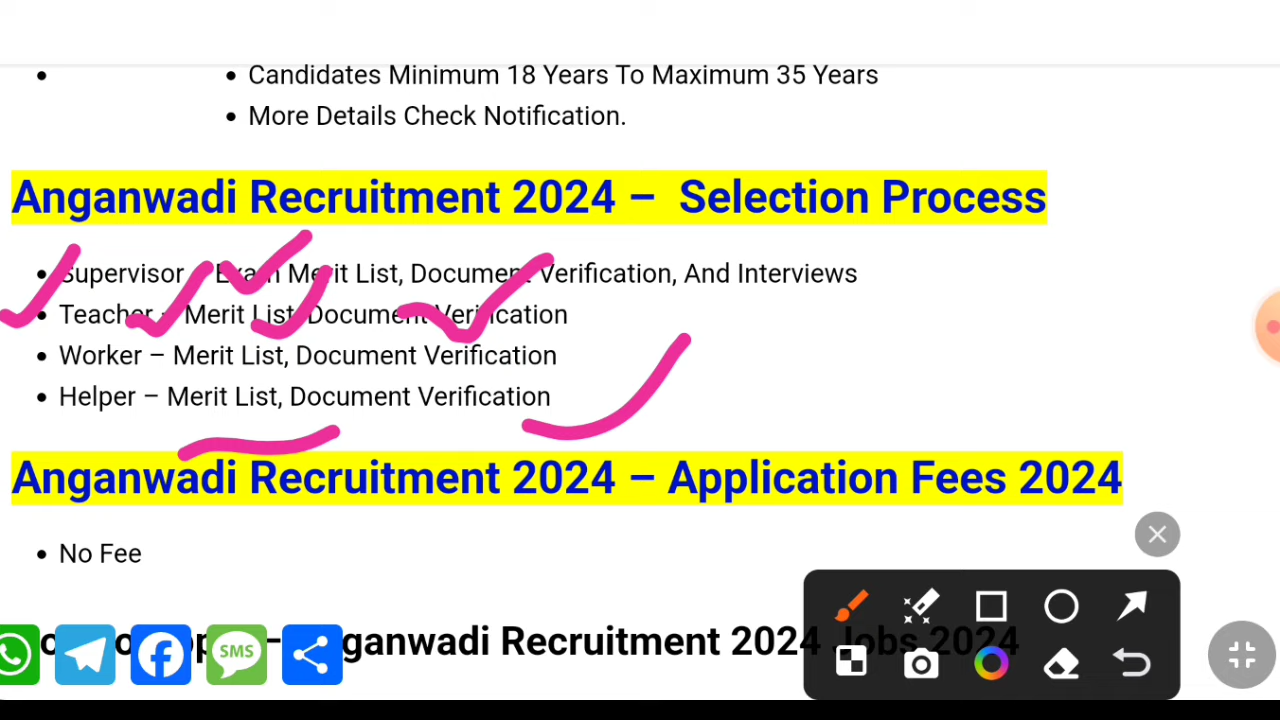 Candidates Minimum 18 Years To Maximum 35 Years
More Details Check Notification.
Anganwadi Recruitment 2024 – Selection Process
Supervisor – Exam Merit List, Document Verification, And Interviews
Teacher – Merit List, Document Verification
Worker – Merit List, Document Verification
Helper – Merit List, Document Verification
Anganwadi Recruitment 2024 – Application Fees 2024
No Fee
Anganwadi Recruitment 2024 Jobs 2024
SMS